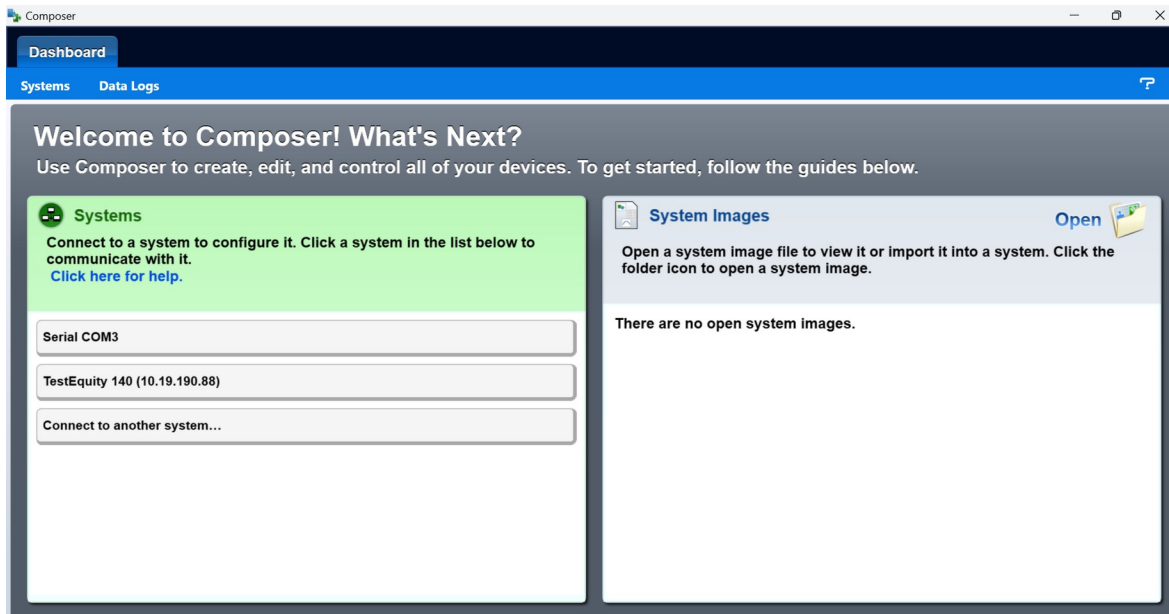 Composer
Dashboard
Systems Data Logs
Welcome to Composer! What's Next?
Use Composer to create, edit, and control all of your devices. To get started, follow the guides below.
Systems
Connect to a system to configure it. Click a system in the list below to
communicate with it.
Click here for help.
Serial COM3
TestEquity 140 (10.19.190.88)
Connect to another system...
System Images
Open
Open a system image file to view it or import it into a system. Click the
folder icon to open a system image.
There are no open system images.